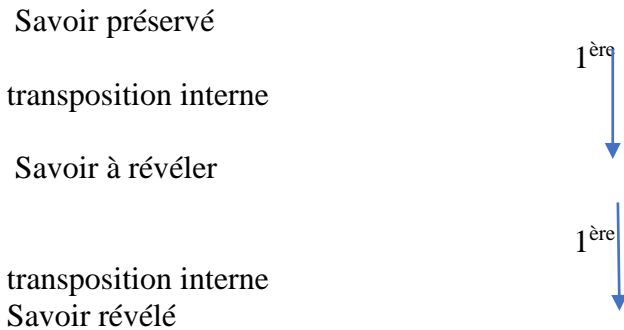 Savoir préservé
1ère
transposition interne
Savoir à révéler
1ère
transposition interne
Savoir révélé